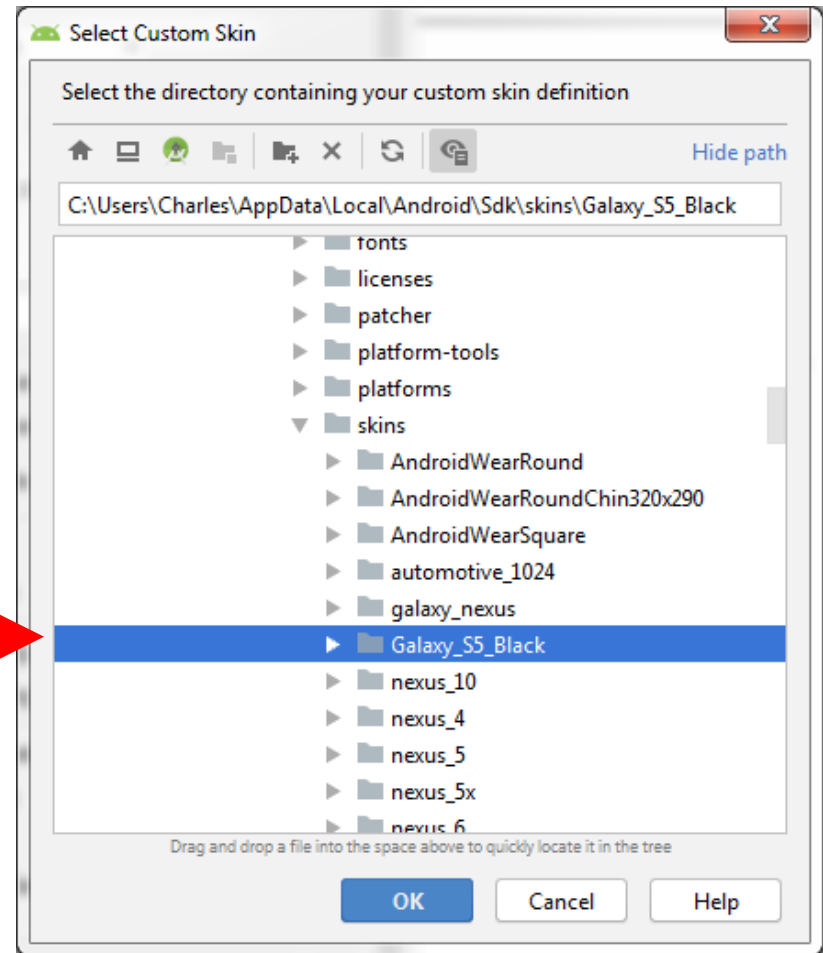 Select Custom Skin
Select the directory containing your custom skin definition
Hide path
C:\Users\Charles\AppData\Local\Android\Sdk\skins\Galaxy_S5_Black
fonts
licenses
patcher
platform-tools
platforms
skins
AndroidWearRound
AndroidWearRoundChin320x290
AndroidWearSquare
automotive_1024
galaxy_nexus
Galaxy_S5_Black
nexus_10
nexus_4
nexus_5
nexus_5x
nexus_6
Drag and drop a file into the space above to quickly locate it in the tree
OK Cancel Help